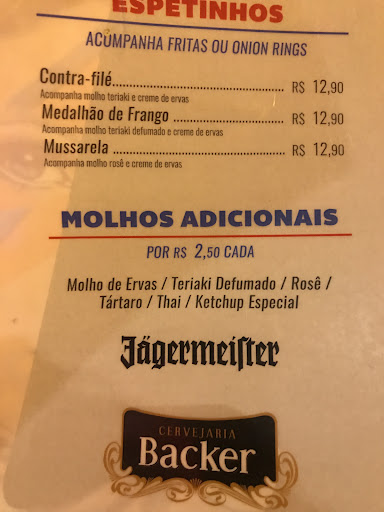 ESPETINHOS
ACOMPANHA FRITAS OU ONION RINGS
Contra-filé.................................................... R$ 12,90
Acompanha molho teriaki e creme de ervas
Medalhão de Frango ................................... R$ 12,90
Acompanha molho teriaki defumado e creme de ervas
Mussarela ..................................................... R$ 12,90
Acompanha molho rosê e creme de ervas
MOLHOS ADICIONAIS
POR R$ 2,50 CADA
Molho de Ervas / Teriaki Defumado / Rosê /
Tártaro / Thai / Ketchup Especial
Jägermeiſter
CERVEJARIA
Backer